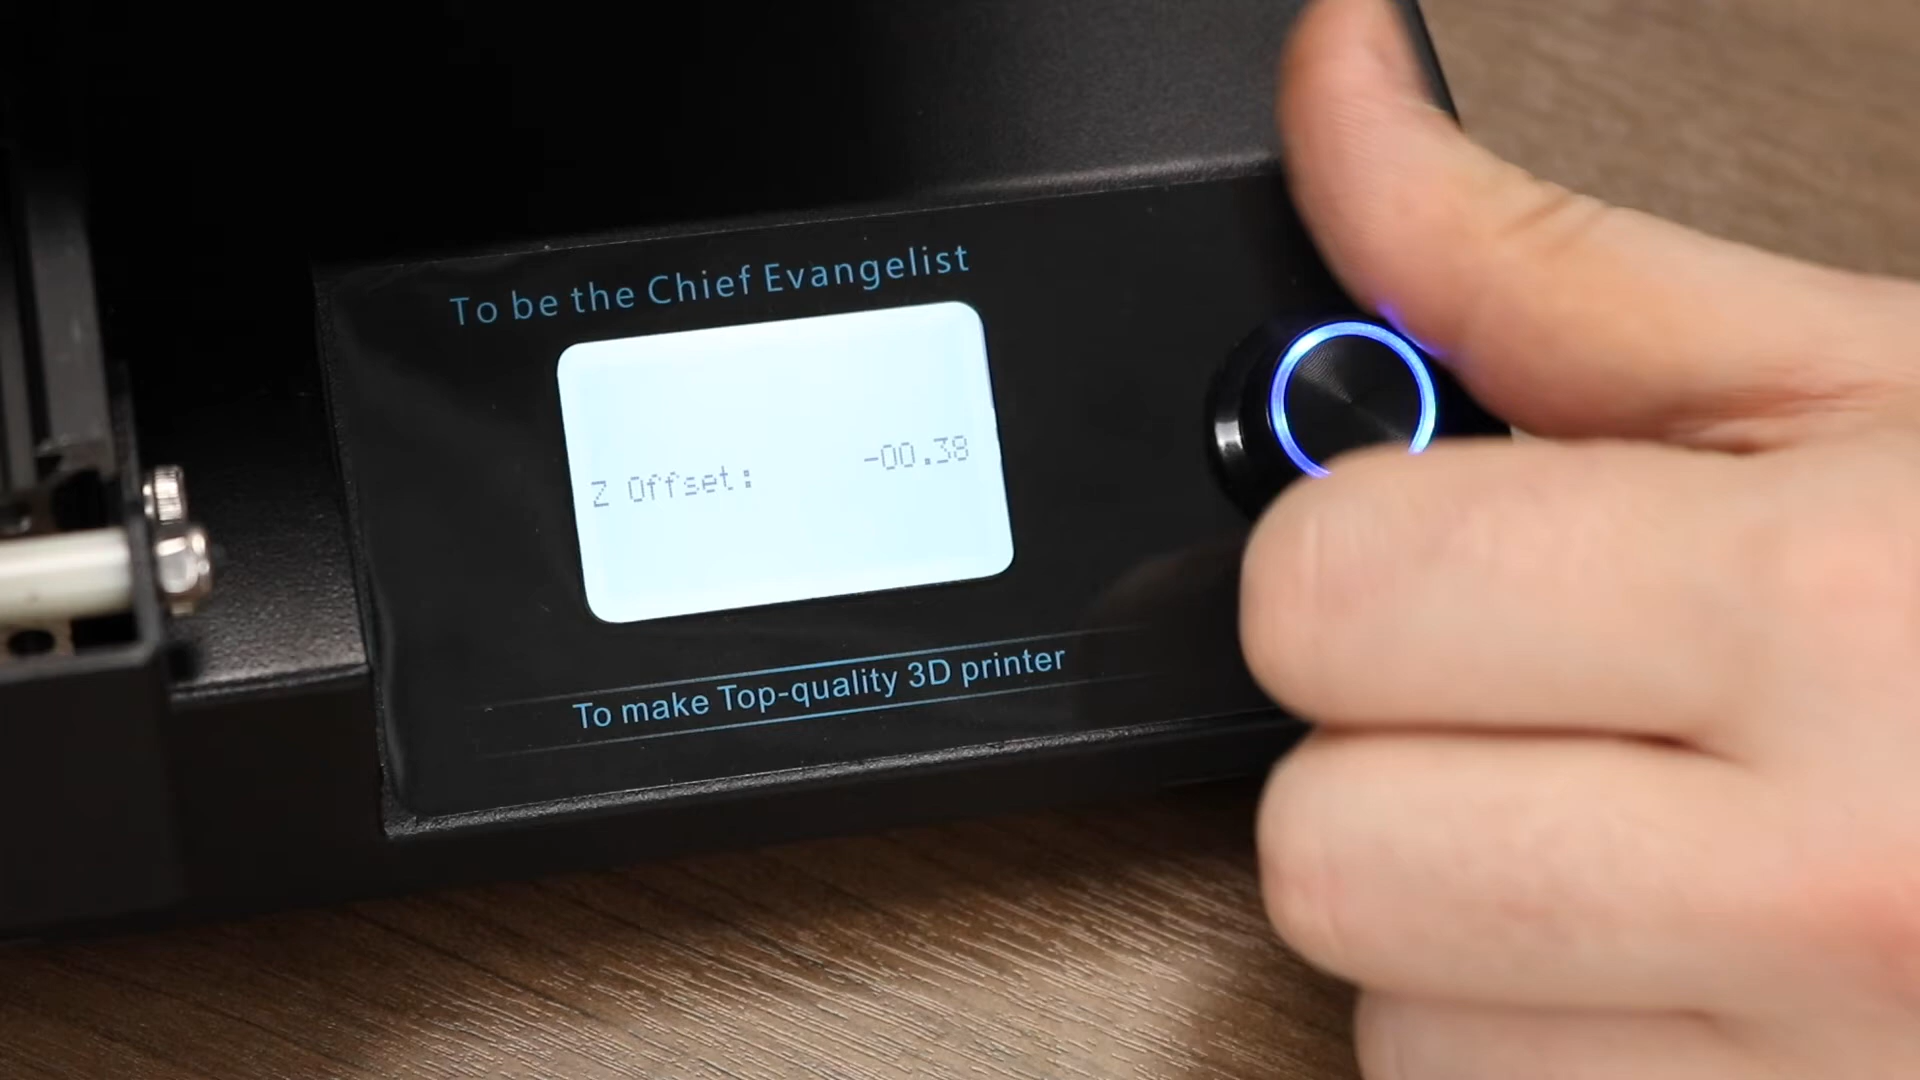 To be the Chief Evangelist
Z Offset: -00.38
To make Top-quality 3D printer